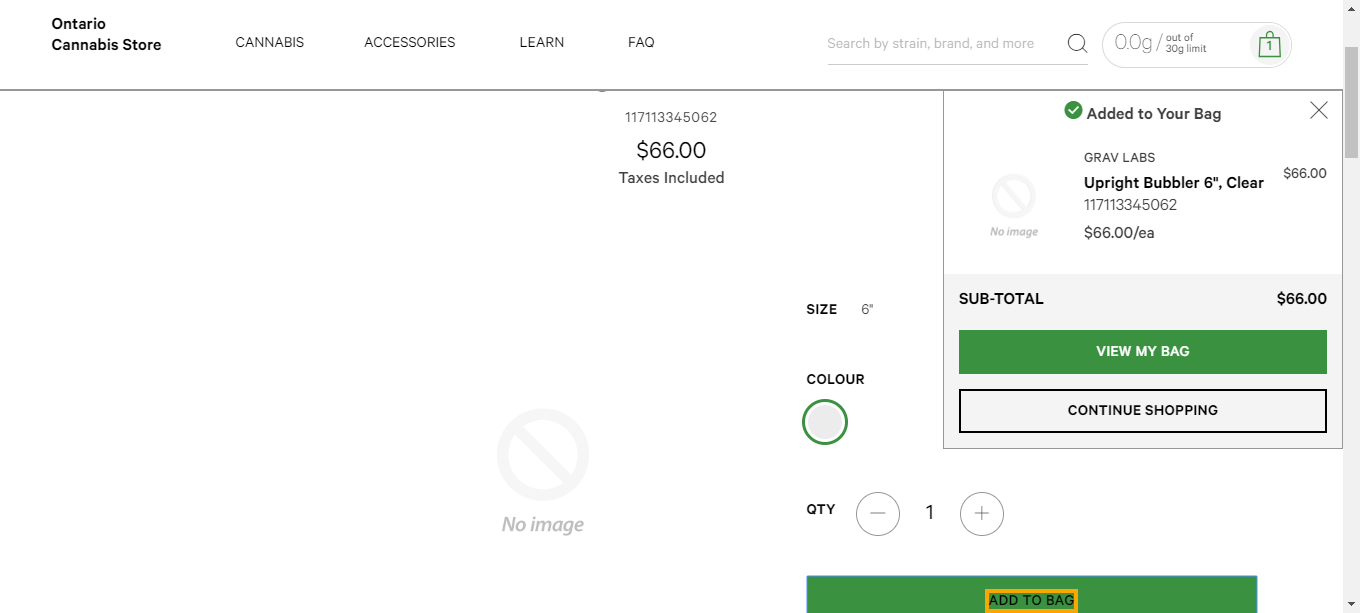 Ontario
Cannabis Store
CANNABIS
ACCESSORIES
LEARN
FAQ
Search by strain, brand, and more
0.0g / out of
30g limit
1
117113345062
$66.00
Taxes Included
Added to Your Bag
GRAV LABS
Upright Bubbler 6", Clear
$66.00
117113345062
$66.00/ea
No image
SUB-TOTAL
$66.00
VIEW MY BAG
CONTINUE SHOPPING
SIZE 6"
COLOUR
No image
QTY
1
ADD TO BAG